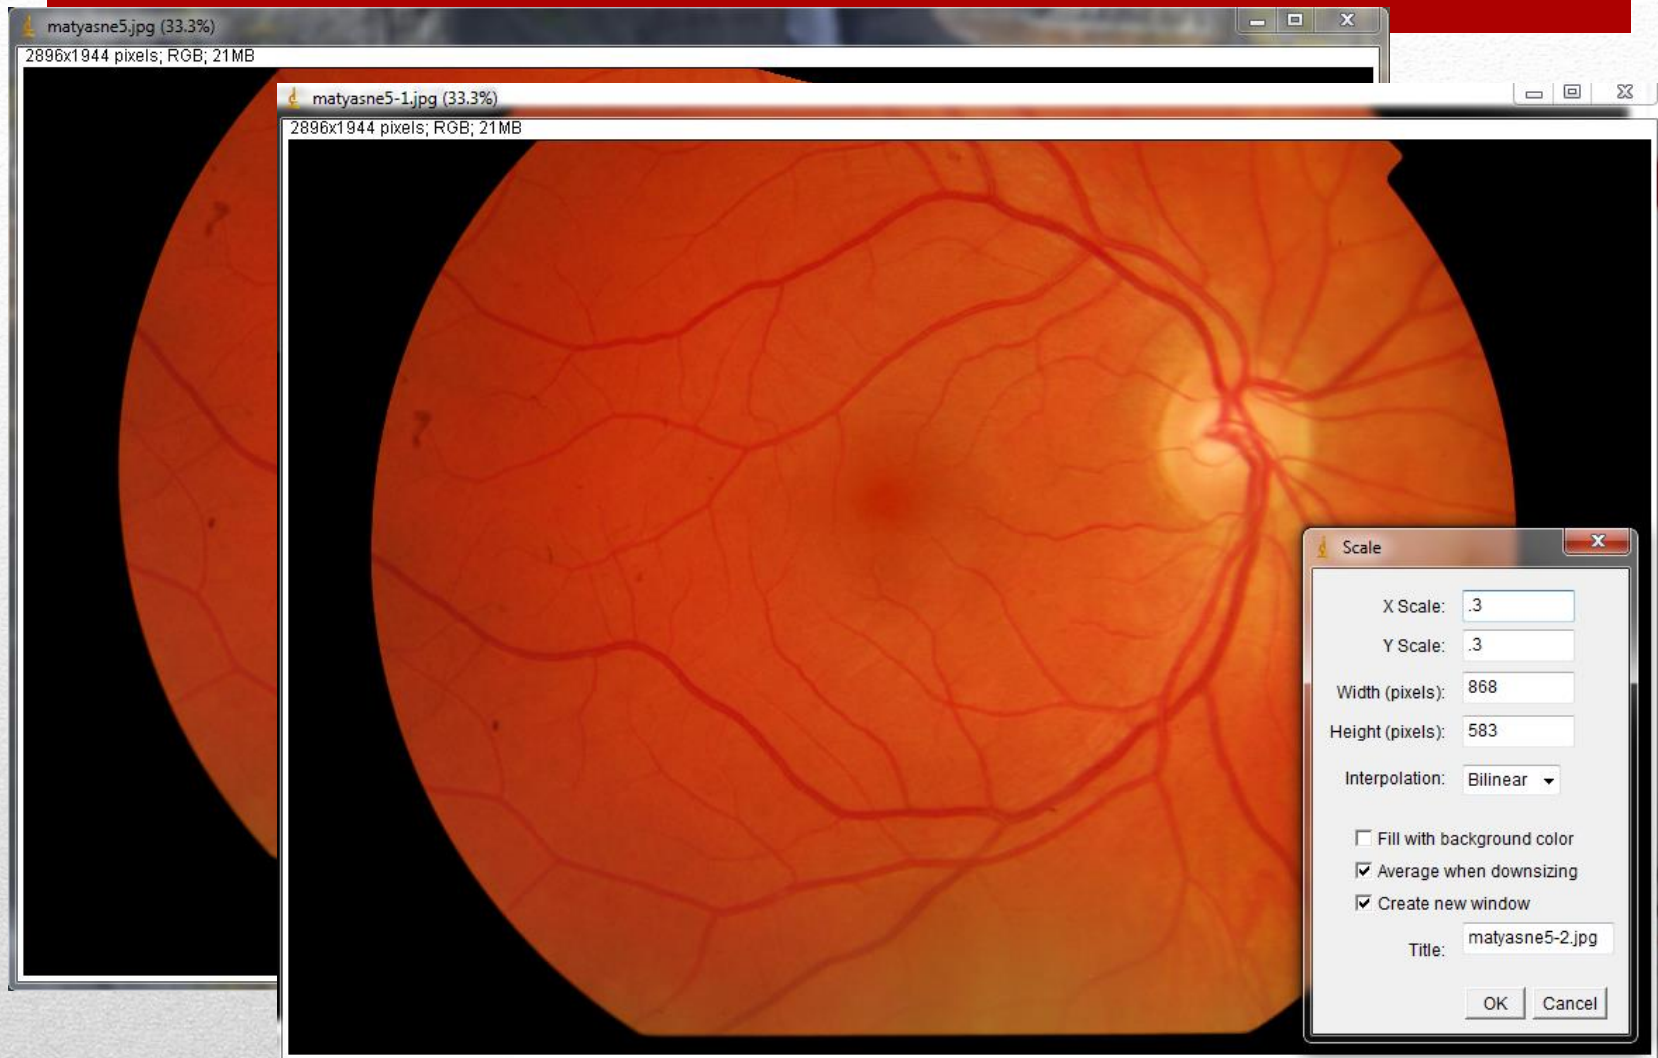 matyasne5.jpg (33.3%)
2896x1944 pixels; RGB; 21MB
matyasne5-1.jpg (33.3%)
2896x1944 pixels; RGB; 21MB
Scale
X Scale: .3
Y Scale: .3
Width (pixels): 868
Height (pixels): 583
Interpolation: Bilinear
Fill with background color
Average when downsizing
Create new window
Title: matyasne5-2.jpg
OK Cancel